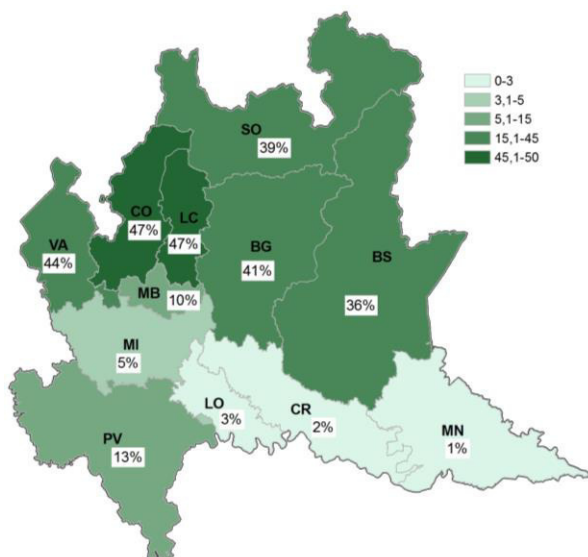 0-3
3,1-5
5,1-15
15,1-45
45,1-50
SO
39%
CO
47%
LC
47%
VA
44%
BG
41%
BS
36%
MB
10%
MI
5%
LO
3%
CR
2%
MN
1%
PV
13%